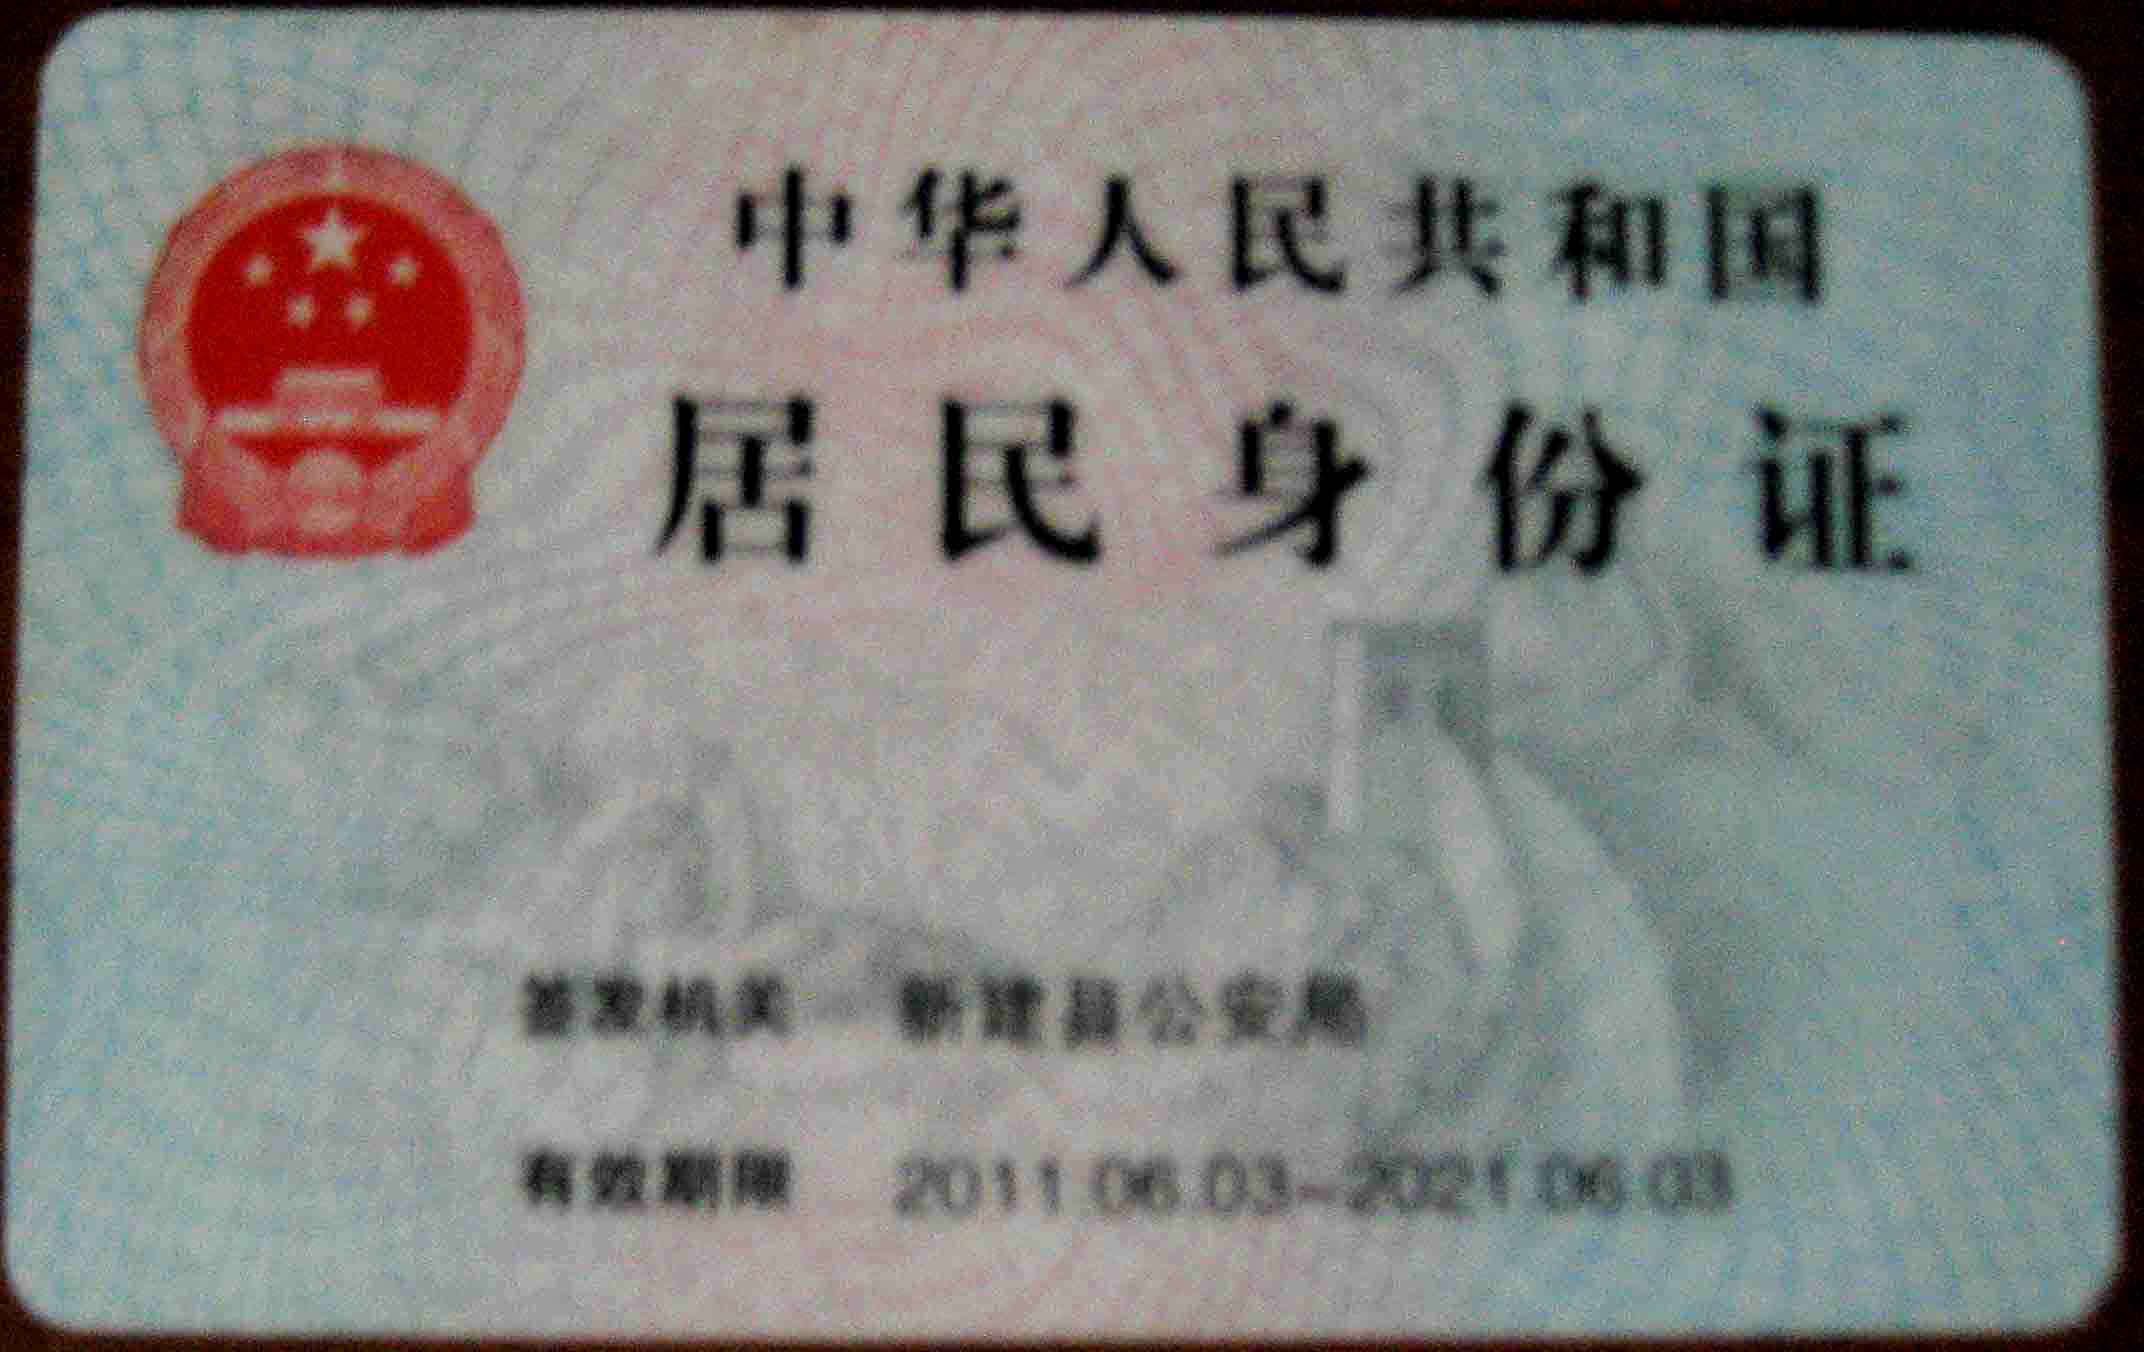 中华人民共和国
居民身份证
签发机关 新建县公安局
有效期限 2011.06.03-2021.06.03